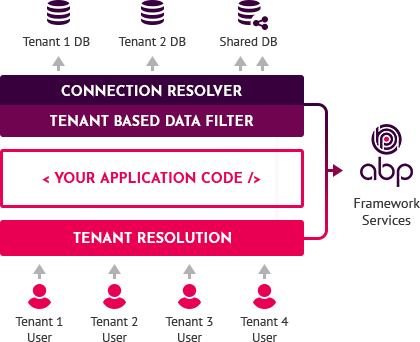 Tenant 1 DB
Tenant 2 DB
Shared DB
CONNECTION RESOLVER
TENANT BASED DATA FILTER
< YOUR APPLICATION CODE />
TENANT RESOLUTION
abp
Framework
Services
Tenant 1
User
Tenant 2
User
Tenant 3
User
Tenant 4
User